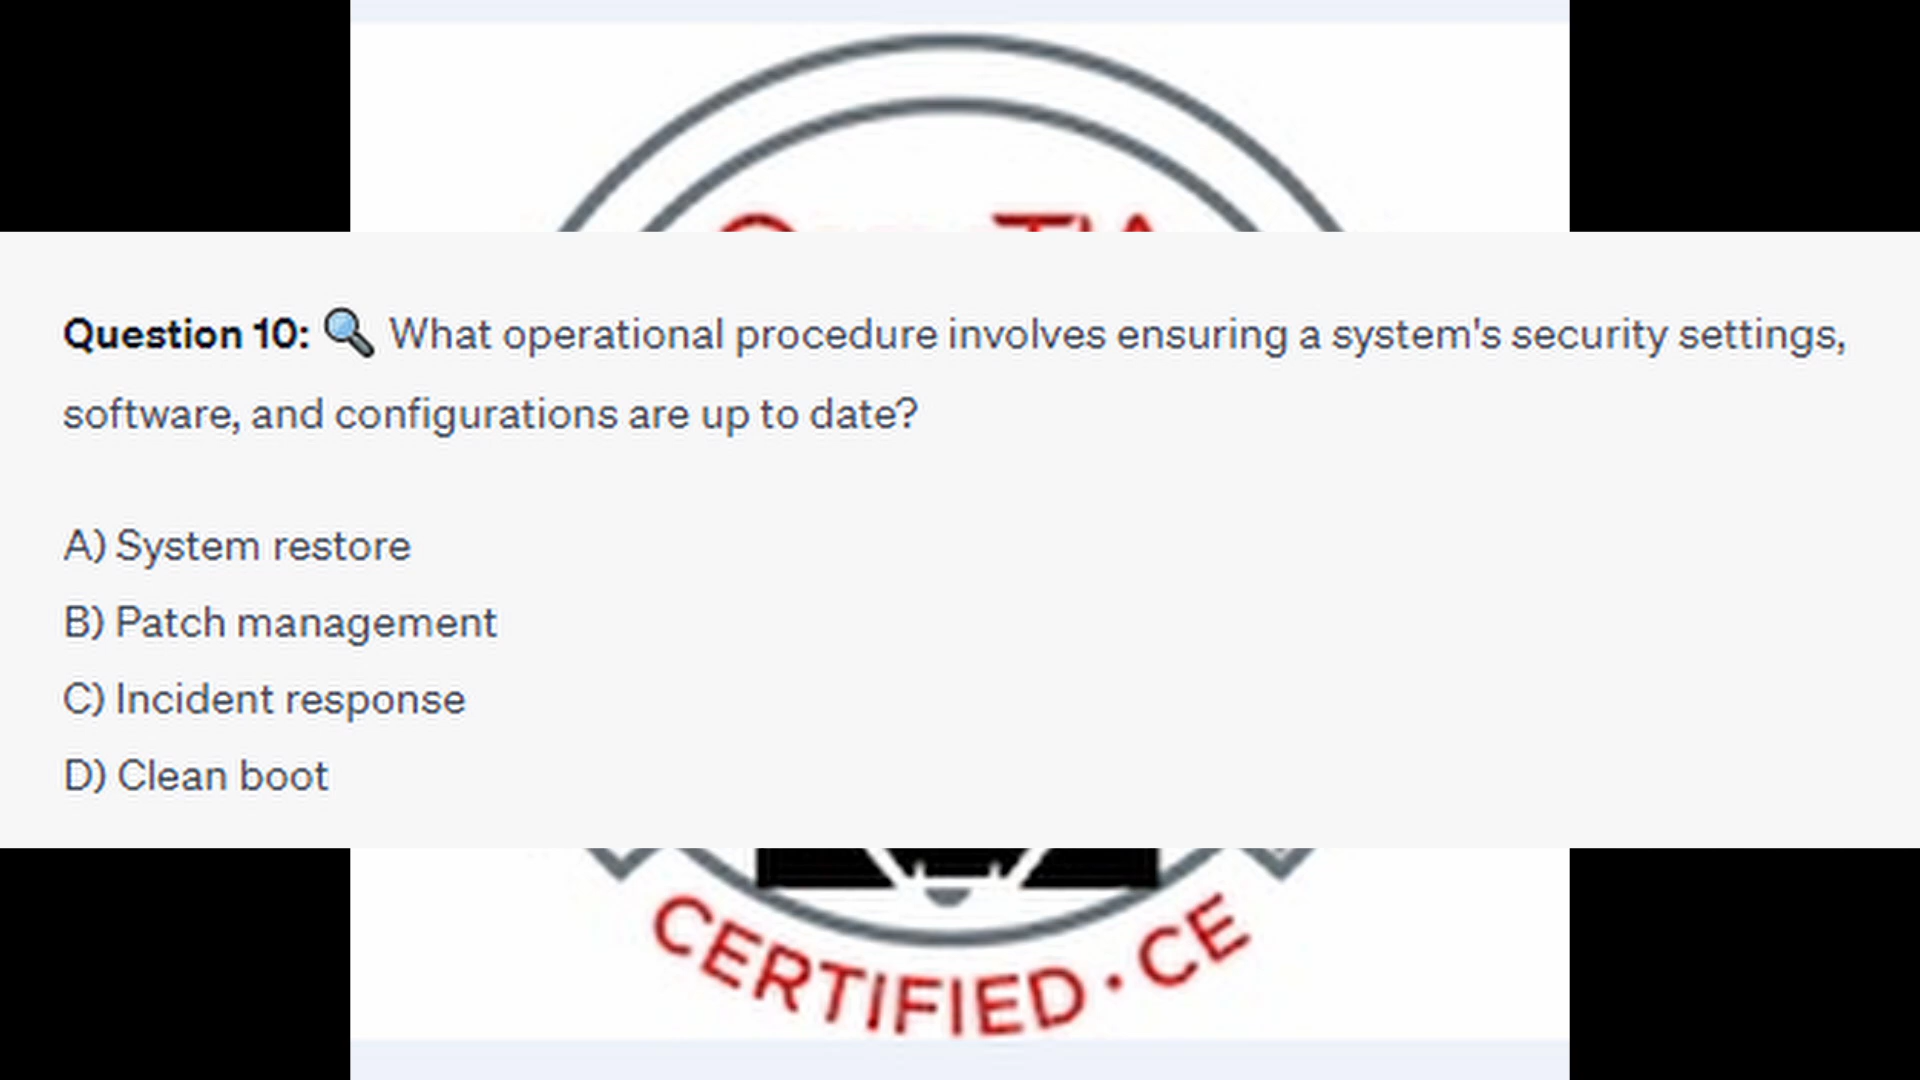 Question 10: 🔍 What operational procedure involves ensuring a system's security settings,
software, and configurations are up to date?
A) System restore
B) Patch management
C) Incident response
D) Clean boot
CERTIFIED · CE